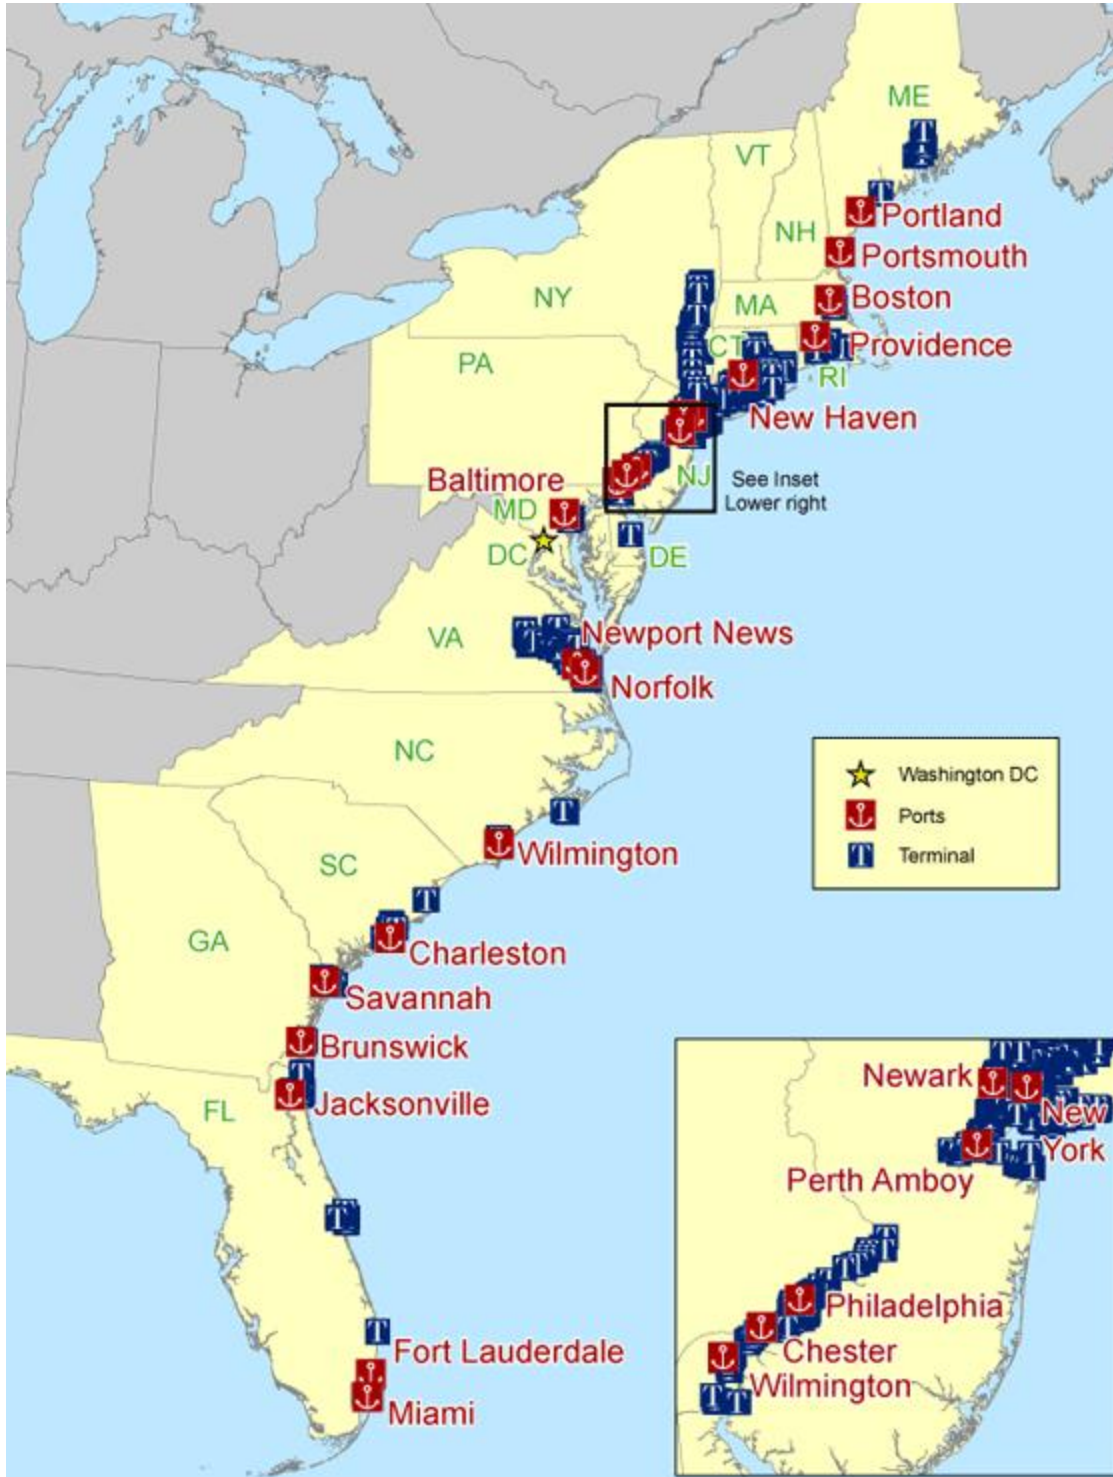 ME
VT
Portland
NH
Portsmouth
NY
MA
Boston
CT
Providence
PA
RI
New Haven
Baltimore
NJ
See Inset
Lower right
MD
DC
DE
VA
Newport News
Norfolk
NC
Washington DC
Ports
T Terminal
Wilmington
SC
GA
Charleston
Savannah
Brunswick
Jacksonville
FL
Fort Lauderdale
Miami
Newark
New
York
Perth Amboy
Philadelphia
Chester
Wilmington